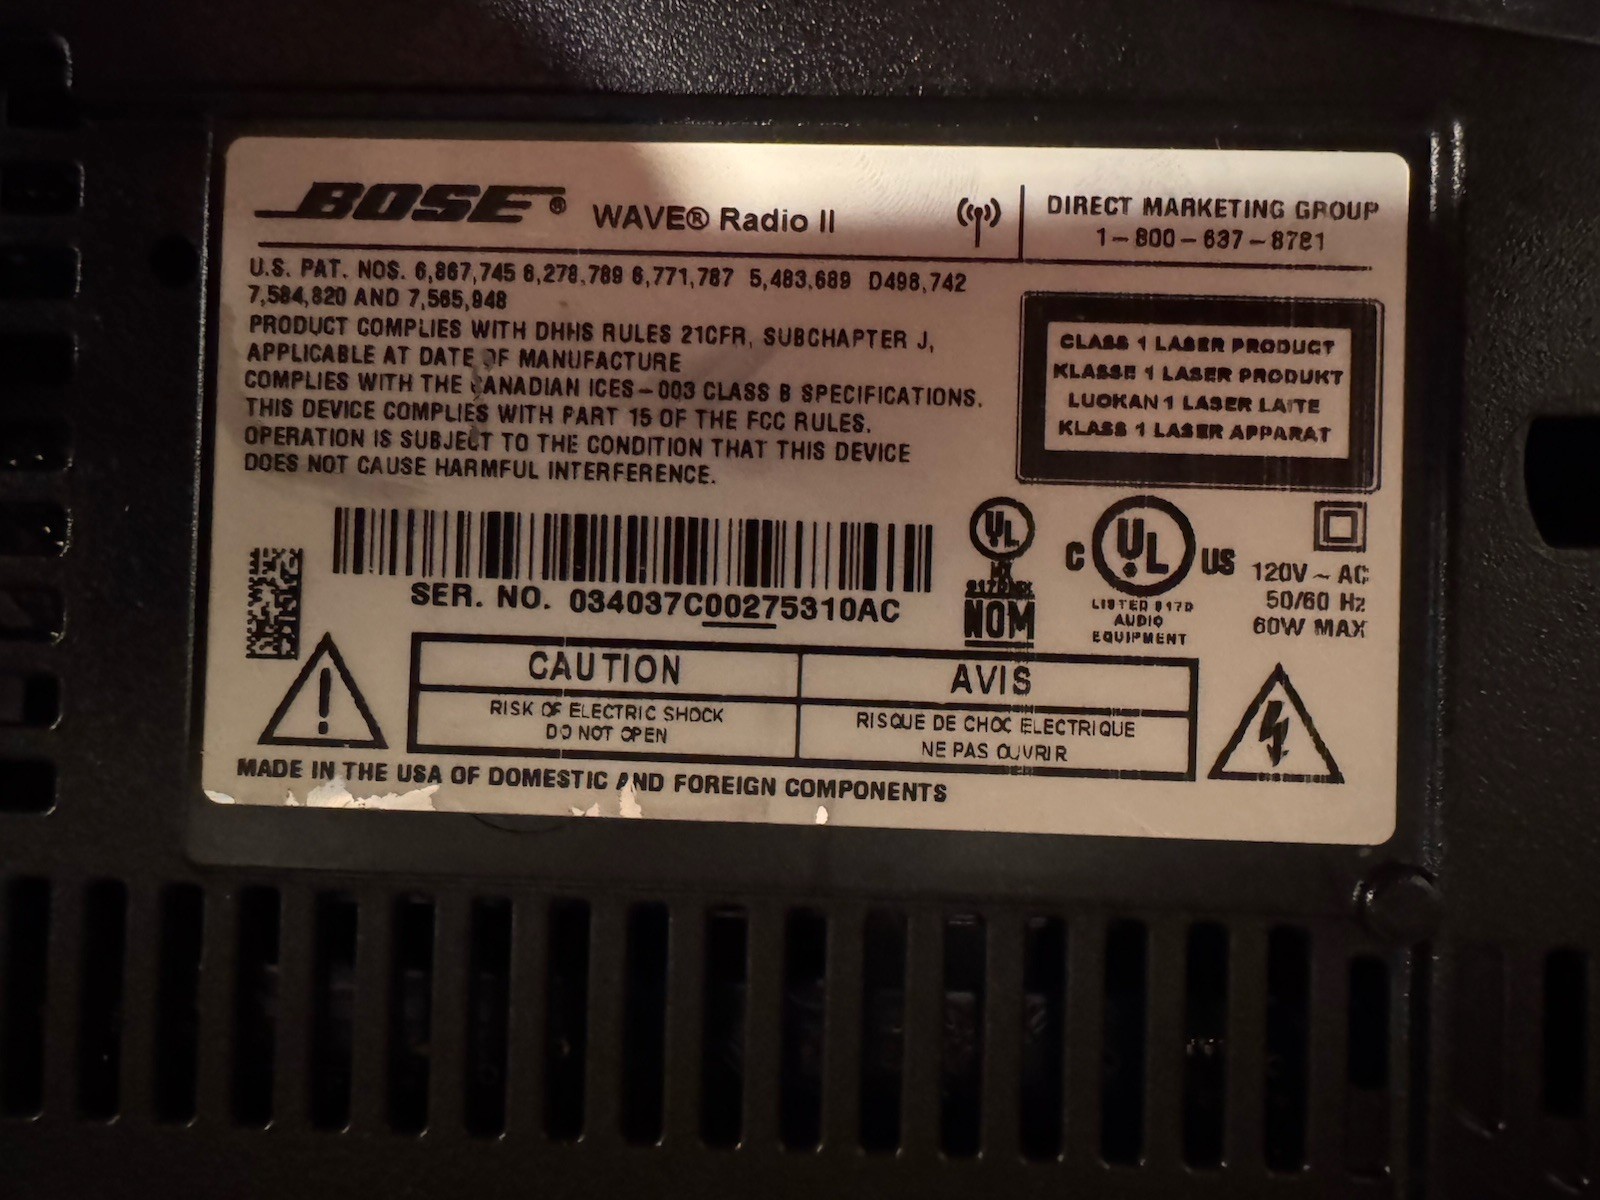 BOSE® WAVE® Radio II
DIRECT MARKETING GROUP
1-800-637-8781
U.S. PAT. NOS. 6,867,745 6,278,789 6,771,787 5,483,689 D498,742
7,584,820 AND 7,565,948
PRODUCT COMPLIES WITH DHHS RULES 21CFR, SUBCHAPTER J,
APPLICABLE AT DATE OF MANUFACTURE
COMPLIES WITH THE CANADIAN ICES-003 CLASS B SPECIFICATIONS.
THIS DEVICE COMPLIES WITH PART 15 OF THE FCC RULES.
OPERATION IS SUBJECT TO THE CONDITION THAT THIS DEVICE
DOES NOT CAUSE HARMFUL INTERFERENCE.
CLASS 1 LASER PRODUCT
KLASSE 1 LASER PRODUKT
LUOKAN 1 LASER LAITE
KLASS 1 LASER APPARAT
SER. NO. 034037C00275310AC
UL
NOM
C UL US
LISTED 817D
AUDIO
EQUIPMENT
120V ~ AC
50/60 Hz
60W MAX
CAUTION
RISK OF ELECTRIC SHOCK
DO NOT OPEN
AVIS
RISQUE DE CHOC ELECTRIQUE
NE PAS OUVRIR
MADE IN THE USA OF DOMESTIC AND FOREIGN COMPONENTS